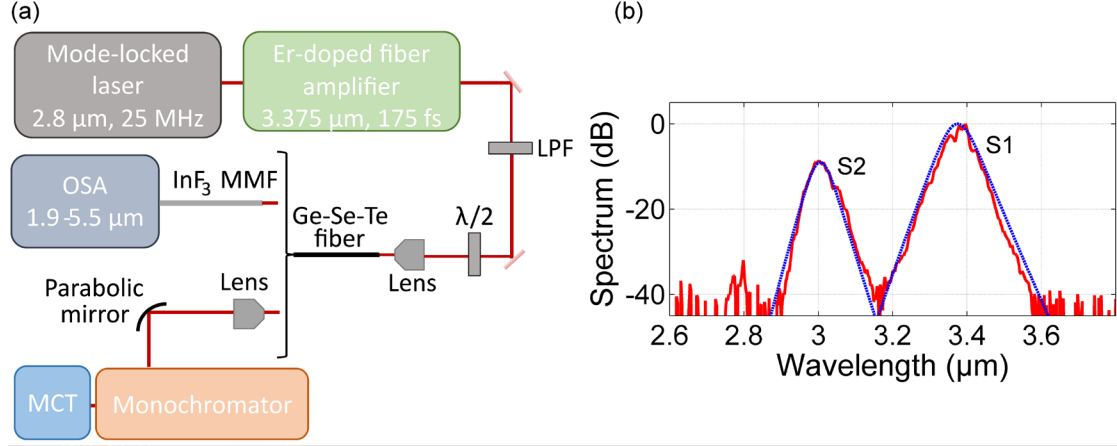 (a)
Mode-locked
laser
2.8 μm, 25 MHz
Er-doped fiber
amplifier
3.375 μm, 175 fs
LPF
OSA
1.9-5.5 μm
InF₃ MMF
Ge-Se-Te
fiber
λ/2
Lens
Lens
Parabolic
mirror
MCT
Monochromator
(b)
Spectrum (dB)
0
-20
-40
S2
S1
2.6 2.8 3 3.2 3.4 3.6
Wavelength (μm)